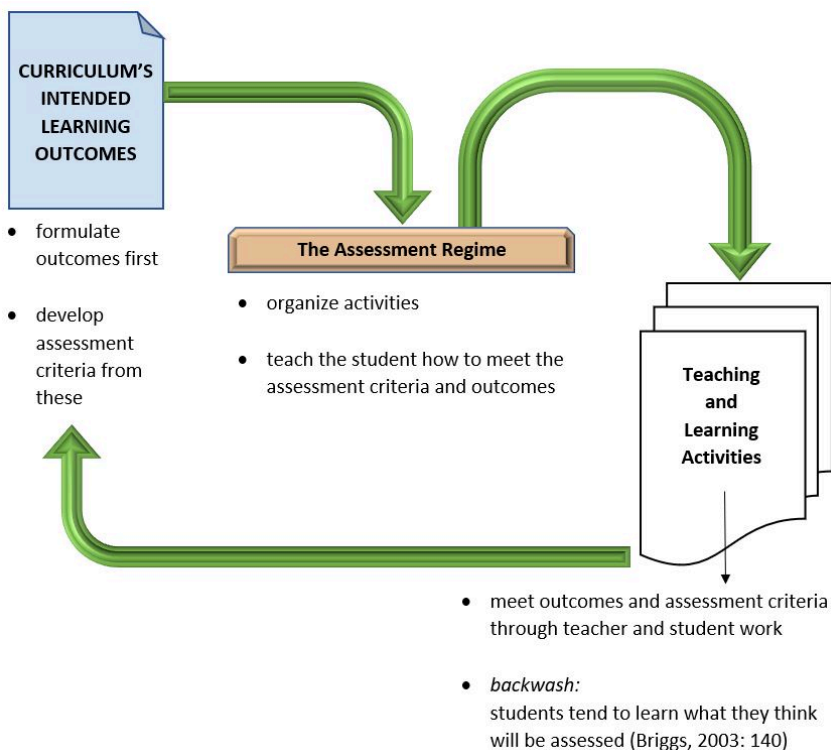 CURRICULUM'S
INTENDED
LEARNING
OUTCOMES
• formulate
outcomes first
• develop
assessment
criteria from
these
The Assessment Regime
• organize activities
• teach the student how to meet the
assessment criteria and outcomes
Teaching
and
Learning
Activities
• meet outcomes and assessment criteria
through teacher and student work
• backwash:
students tend to learn what they think
will be assessed (Briggs, 2003: 140)